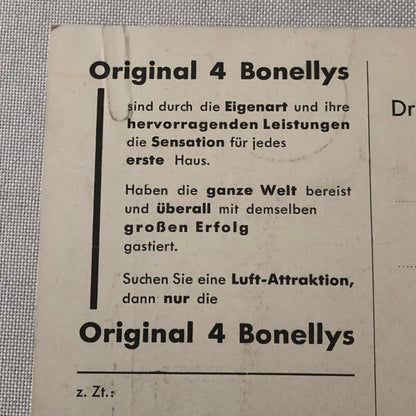 Original 4 Bonellys
sind durch die Eigenart und ihre
hervorragenden Leistungen
die Sensation für jedes
erste Haus.
Haben die ganze Welt bereist
und überall mit demselben
großen Erfolg
gastiert.
Suchen Sie eine Luft-Attraktion,
dann nur die
Original 4 Bonellys
z. Zt.:
Dr